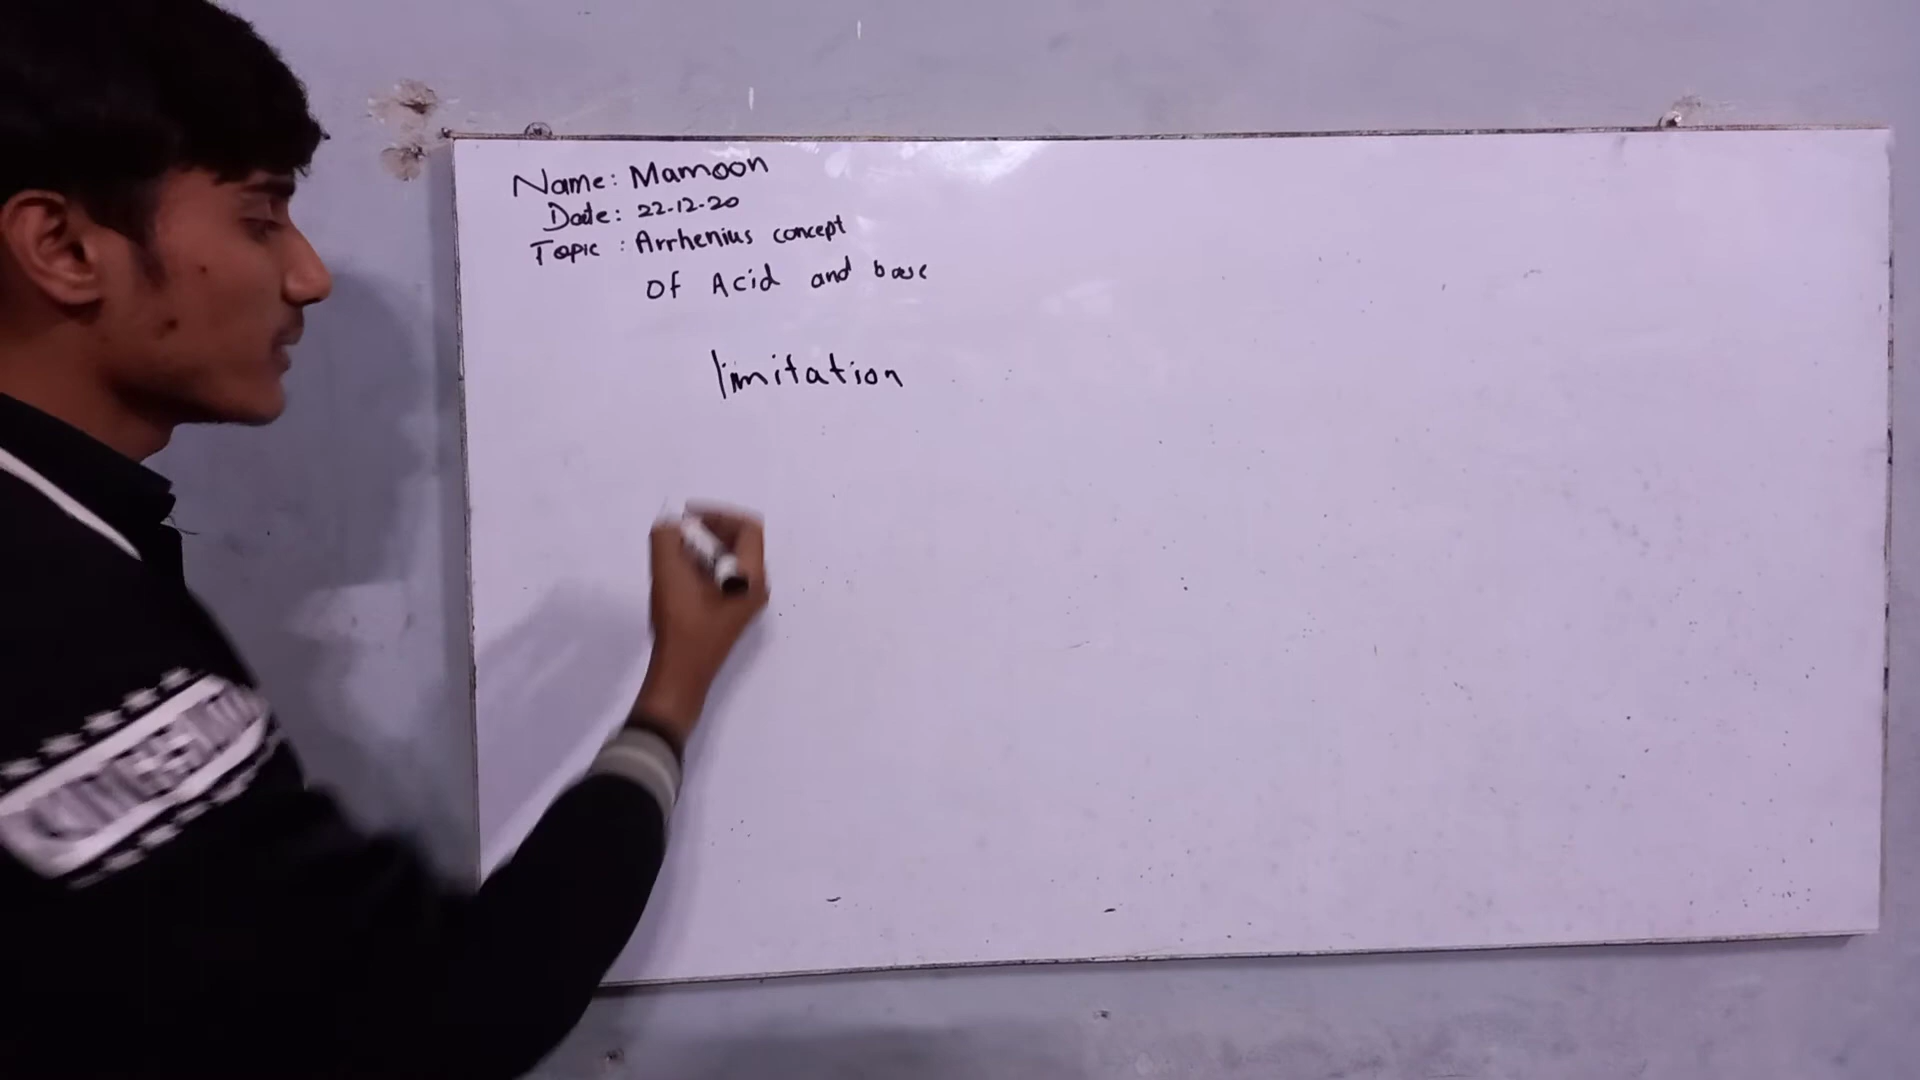 Name: Mamoon
Date: 22-12-20
Topic : Arrhenius concept
Of Acid and base
limitation